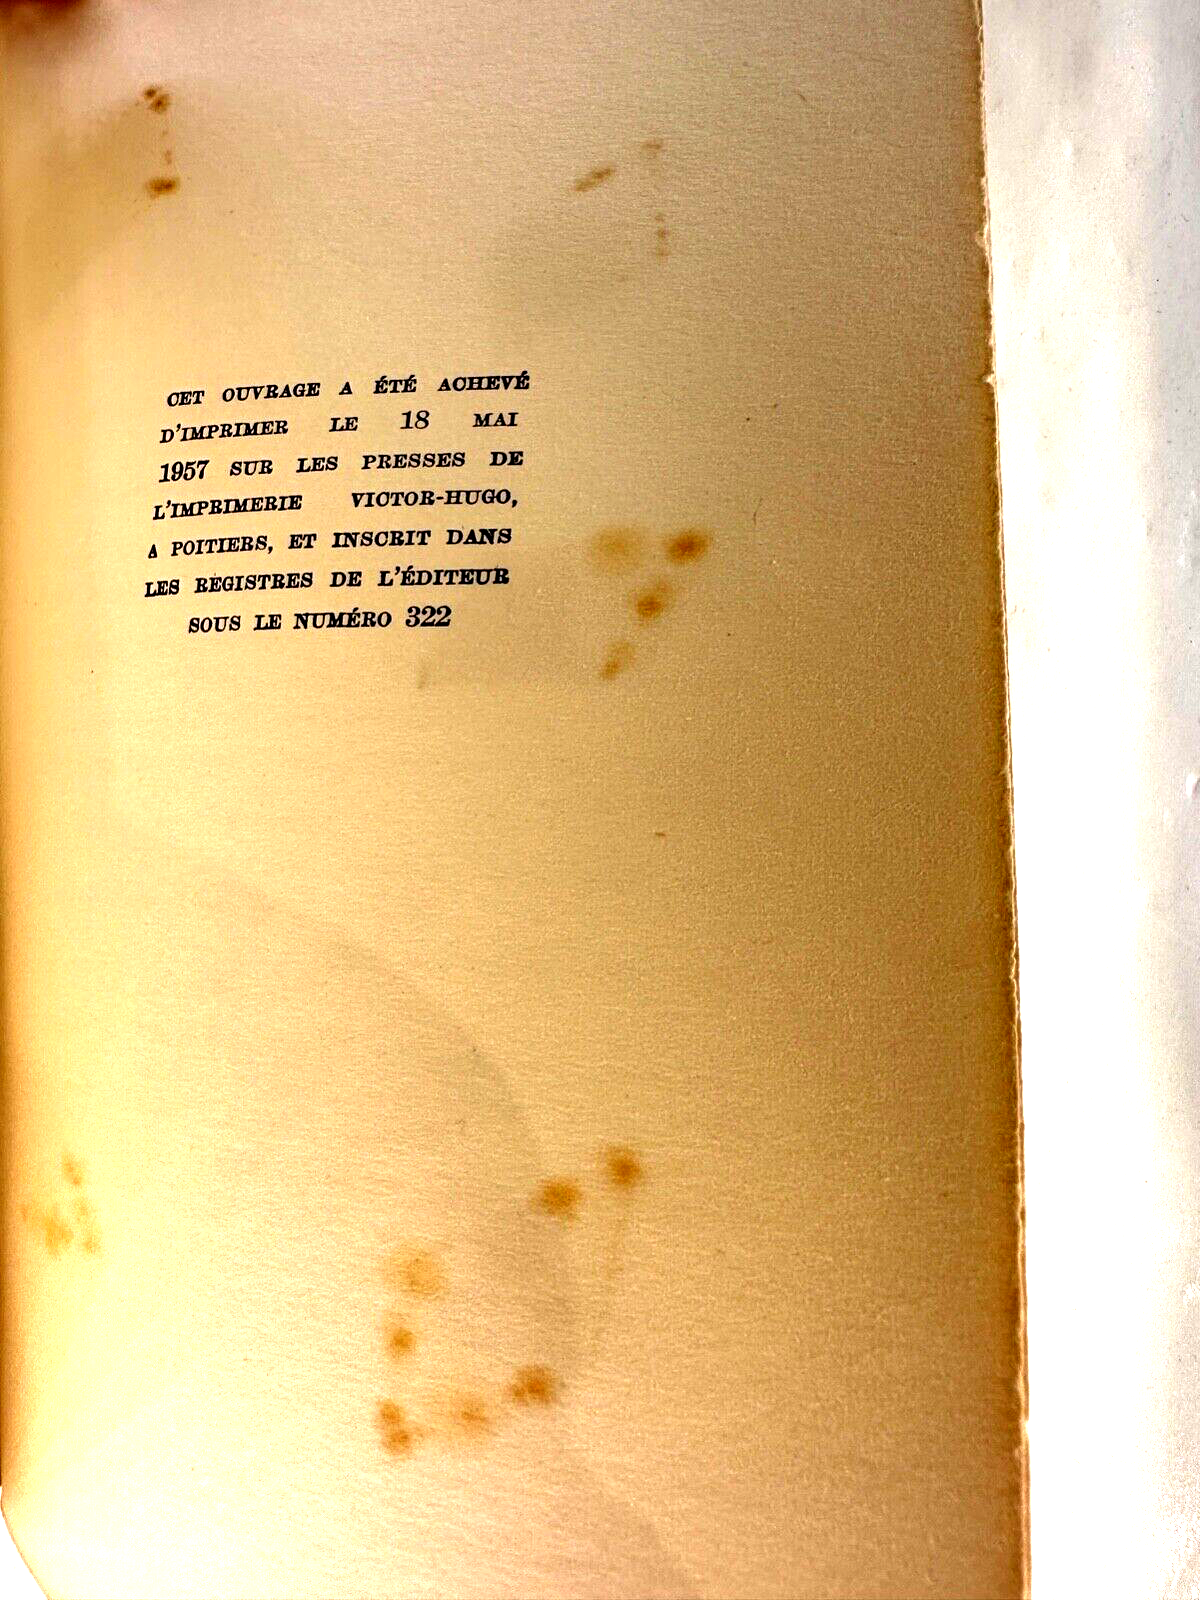 CET OUVRAGE A ÉTÉ ACHEVÉ
D'IMPRIMER LE 18 MAI
1957 SUR LES PRESSES DE
L'IMPRIMERIE VICTOR-HUGO,
A POITIERS, ET INSCRIT DANS
LES REGISTRES DE L'ÉDITEUR
SOUS LE NUMÉRO 322